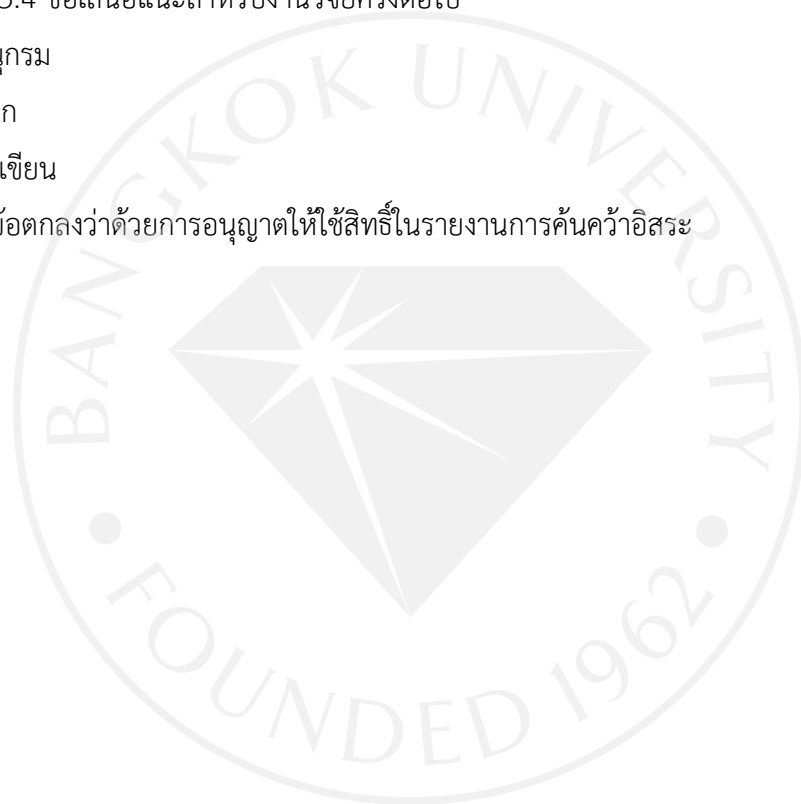 5.4 ข้อเสนอแนะสำหรับงานวิจัยครั้งต่อไป
นุกรม
ก
เขียน
ข้อตกลงว่าด้วยการอนุญาตให้ใช้สิทธิ์ในรายงานการค้นคว้าอิสระ
BANGKOK UNIVERSITY
FOUNDED 1962